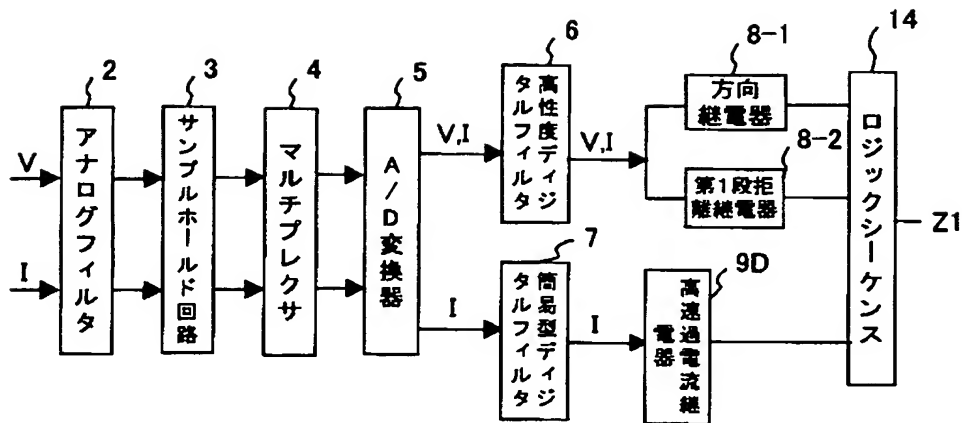 2
アナログフィルタ
3
サンプルホールド回路
4
マルチプレクサ
5
A/D変換器
6
高性度ディジ
タルフィルタ
7
簡易型ディジ
タルフィルタ
8-1
方向
継電器
8-2
第1段拒
離継電器
9D
高速過電流継
電器
14
ロジックシーケンス
V
I
V,I
I
V,I
I
Z1